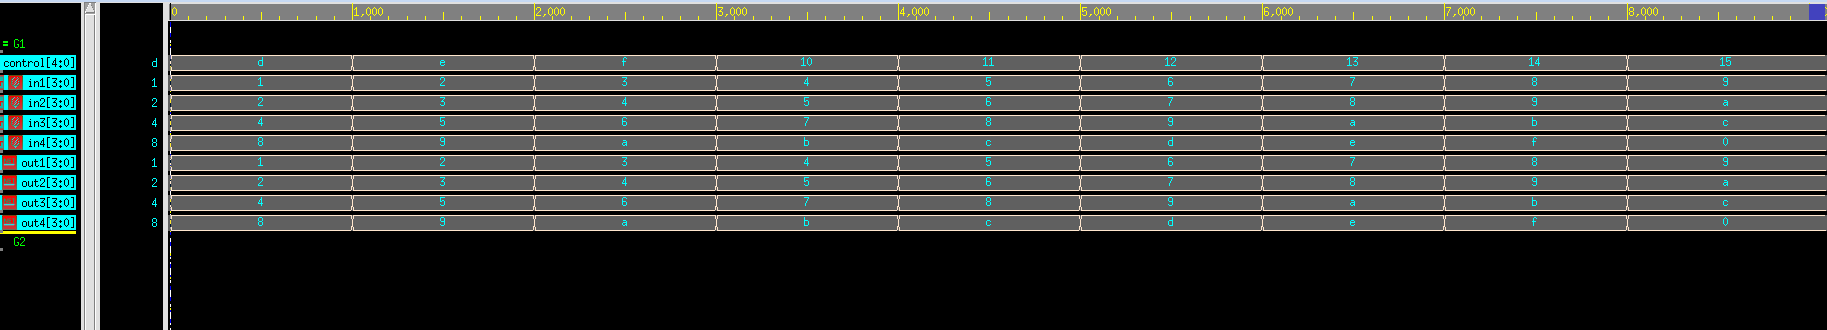 0 1,000 2,000 3,000 4,000 5,000 6,000 7,000 8,000
= G1
control[4:0] d d e f 10 11 12 13 14 15
in1[3:0] 1 1 2 3 4 5 6 7 8 9
in2[3:0] 2 2 3 4 5 6 7 8 9 a
in3[3:0] 4 4 5 6 7 8 9 a b c
in4[3:0] 8 8 9 a b c d e f 0
out1[3:0] 1 1 2 3 4 5 6 7 8 9
out2[3:0] 2 2 3 4 5 6 7 8 9 a
out3[3:0] 4 4 5 6 7 8 9 a b c
out4[3:0] 8 8 9 a b c d e f 0
G2